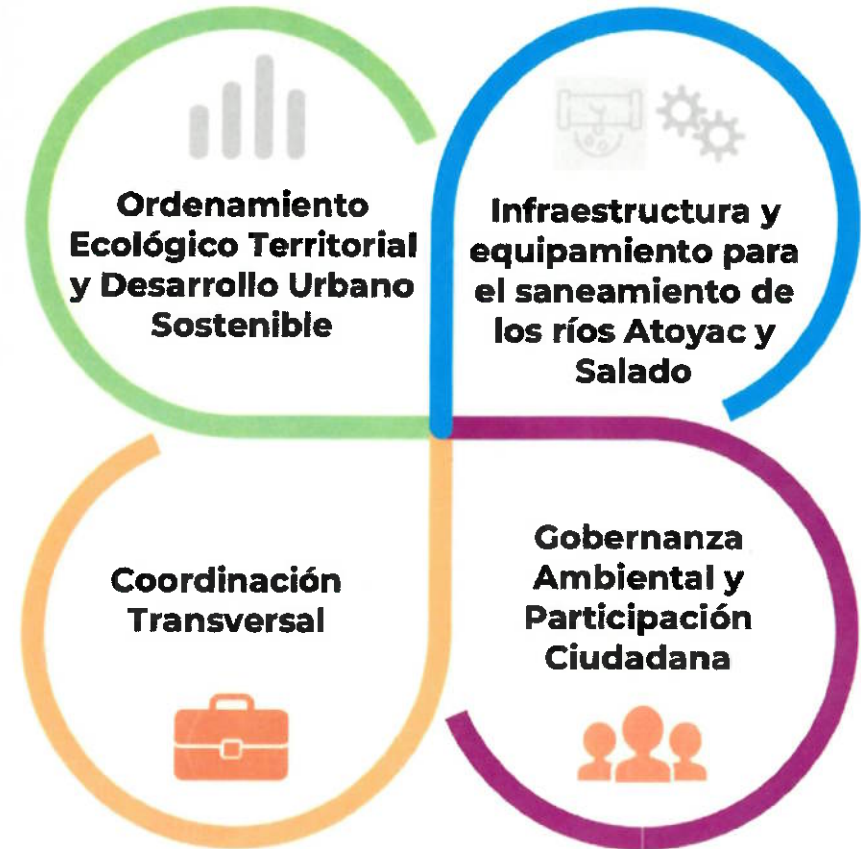 Ordenamiento
Ecológico Territorial
y Desarrollo Urbano
Sostenible
Infraestructura y
equipamiento para
el saneamiento de
los ríos Atoyac y
Salado
Coordinación
Transversal
Gobernanza
Ambiental y
Participación
Ciudadana